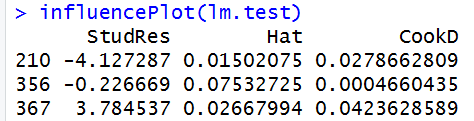 > influencePlot(lm.test)
StudRes Hat CookD
210 -4.127287 0.01502075 0.0278662809
356 -0.226669 0.07532725 0.0004660435
367 3.784537 0.02667994 0.0423628589